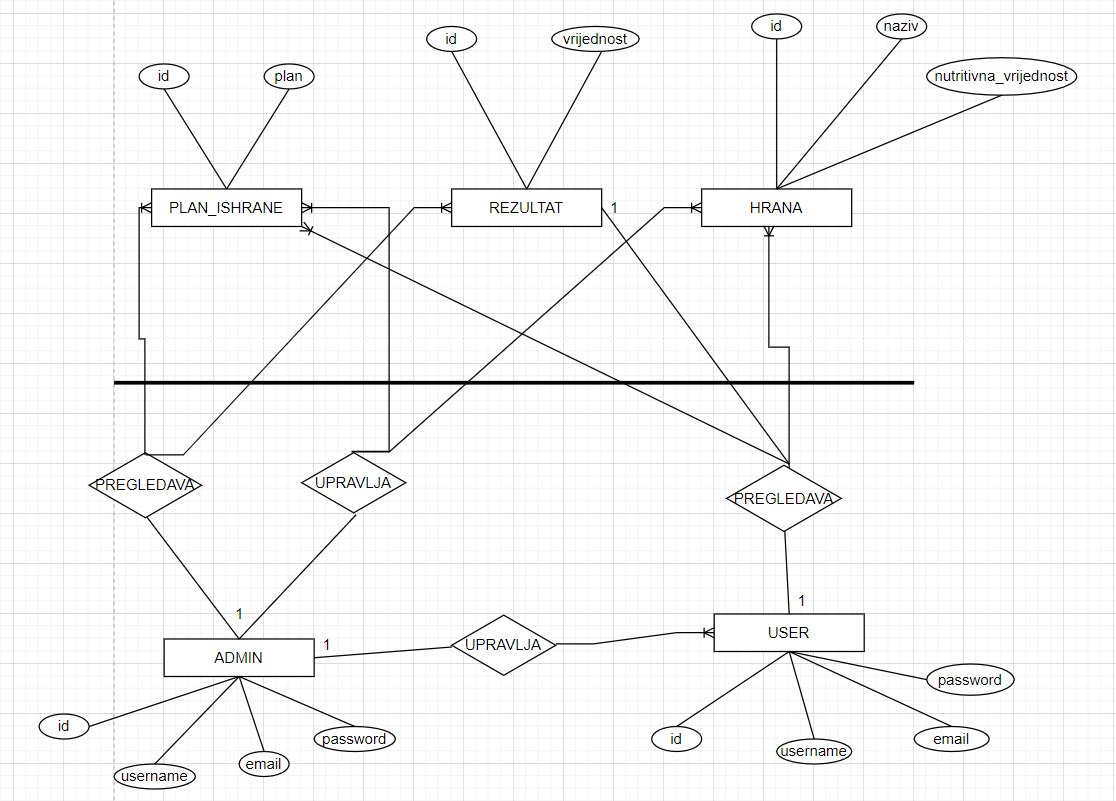 id
naziv
id
vrijednost
id
plan
nutritivna_vrijednost
PLAN_ISHRANE
REZULTAT
1
HRANA
PREGLEDAVA
UPRAVLJA
PREGLEDAVA
1
1
1
UPRAVLJA
USER
ADMIN
password
id
username
email
password
id
username
email